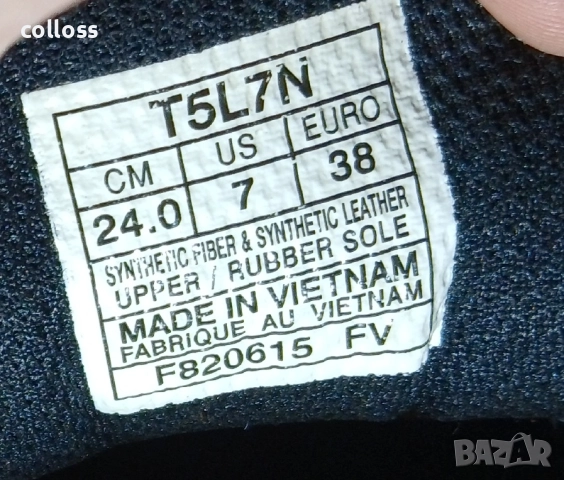 colloss
T5L7N
CM US EURO
24.0 7 38
SYNTHETIC FIBER & SYNTHETIC LEATHER
UPPER / RUBBER SOLE
MADE IN VIETNAM
FABRIQUE AU VIETNAM
F820615 FV
BAZAR